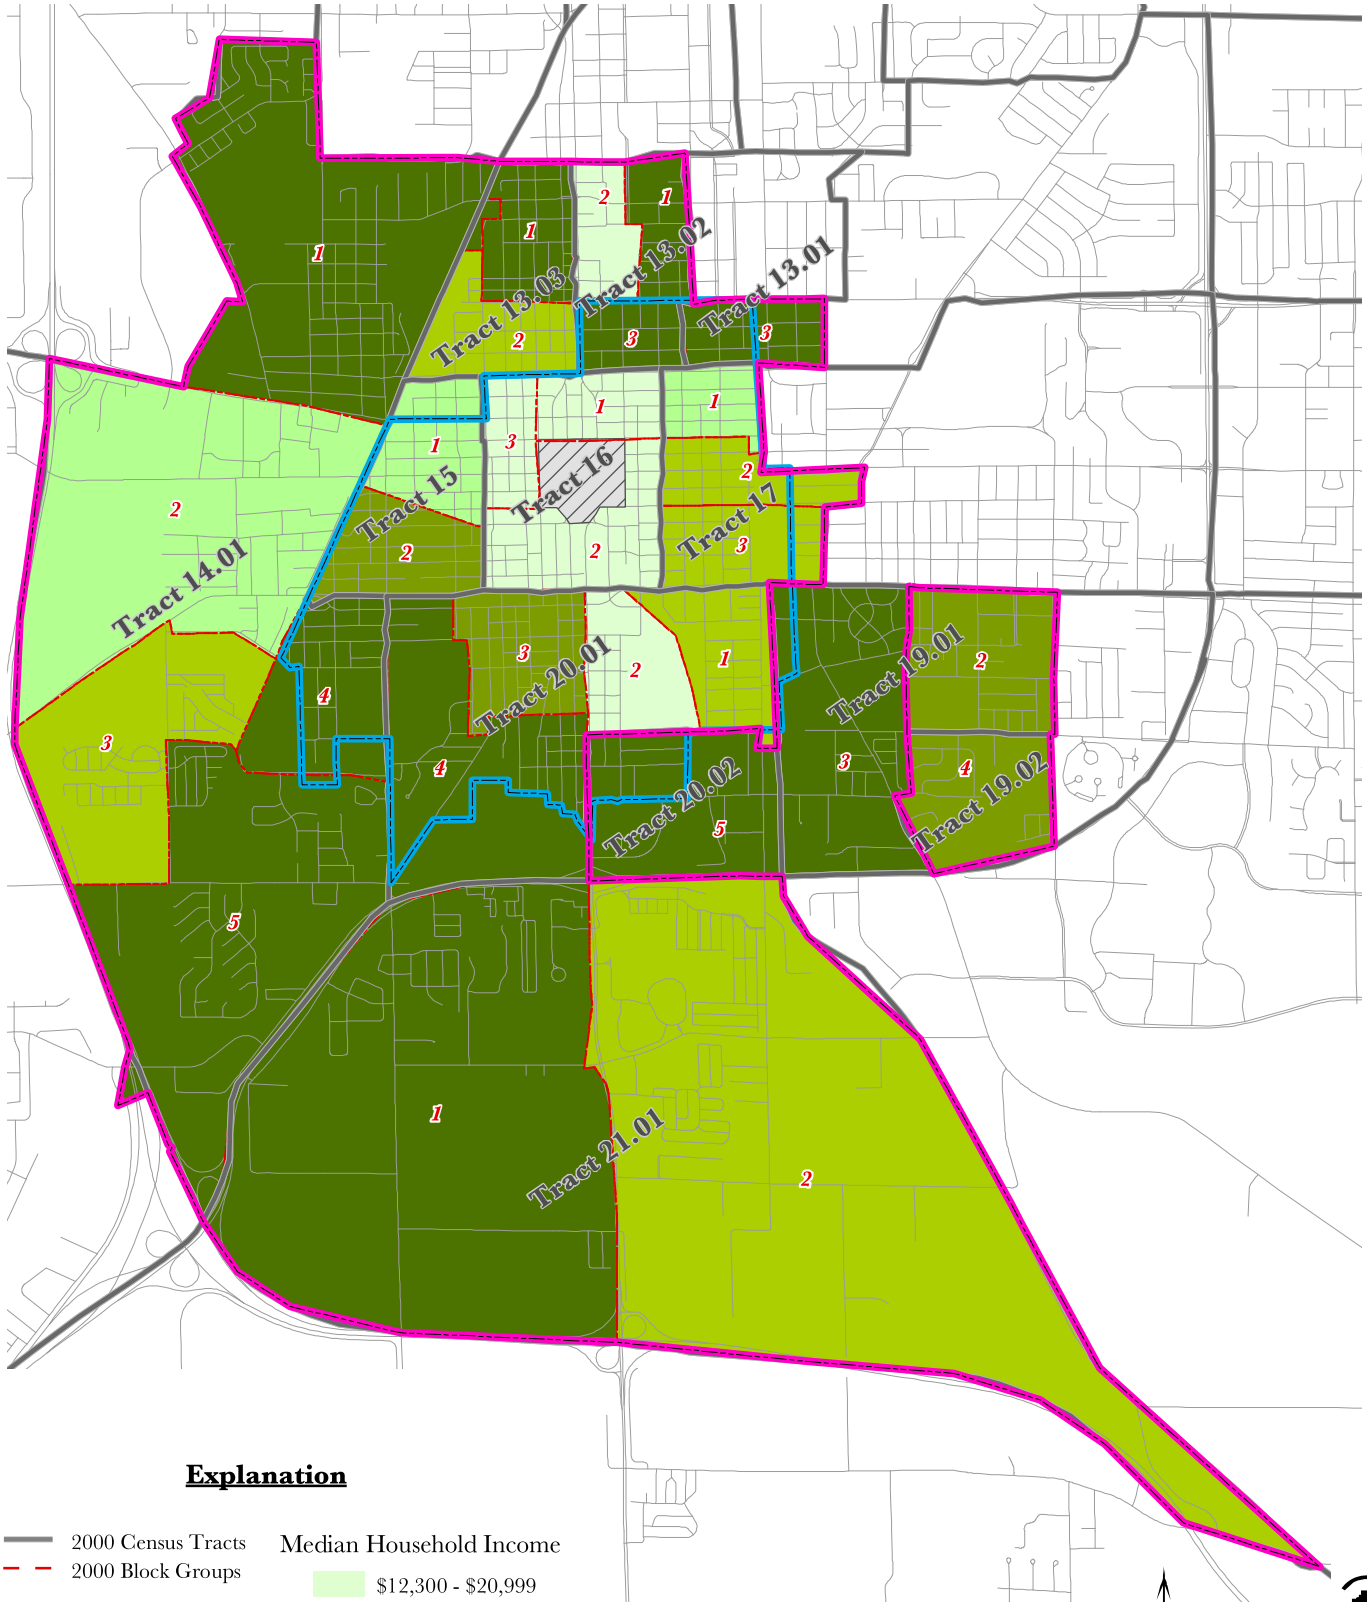 1
2
1
1
Tract 13.02
Tract 13.01
Tract 13.03
2
3
3
1
1
1
3
2
Tract 16
Tract 15
Tract 17
2
2
2
3
Tract 14.01
Tract 19.01
3
Tract 20.01
2
1
2
4
3
4
3
4
Tract 19.02
Tract 20.02
5
5
1
Tract 21.01
2
Explanation
2000 Census Tracts
2000 Block Groups
Median Household Income
$12,300 - $20,999